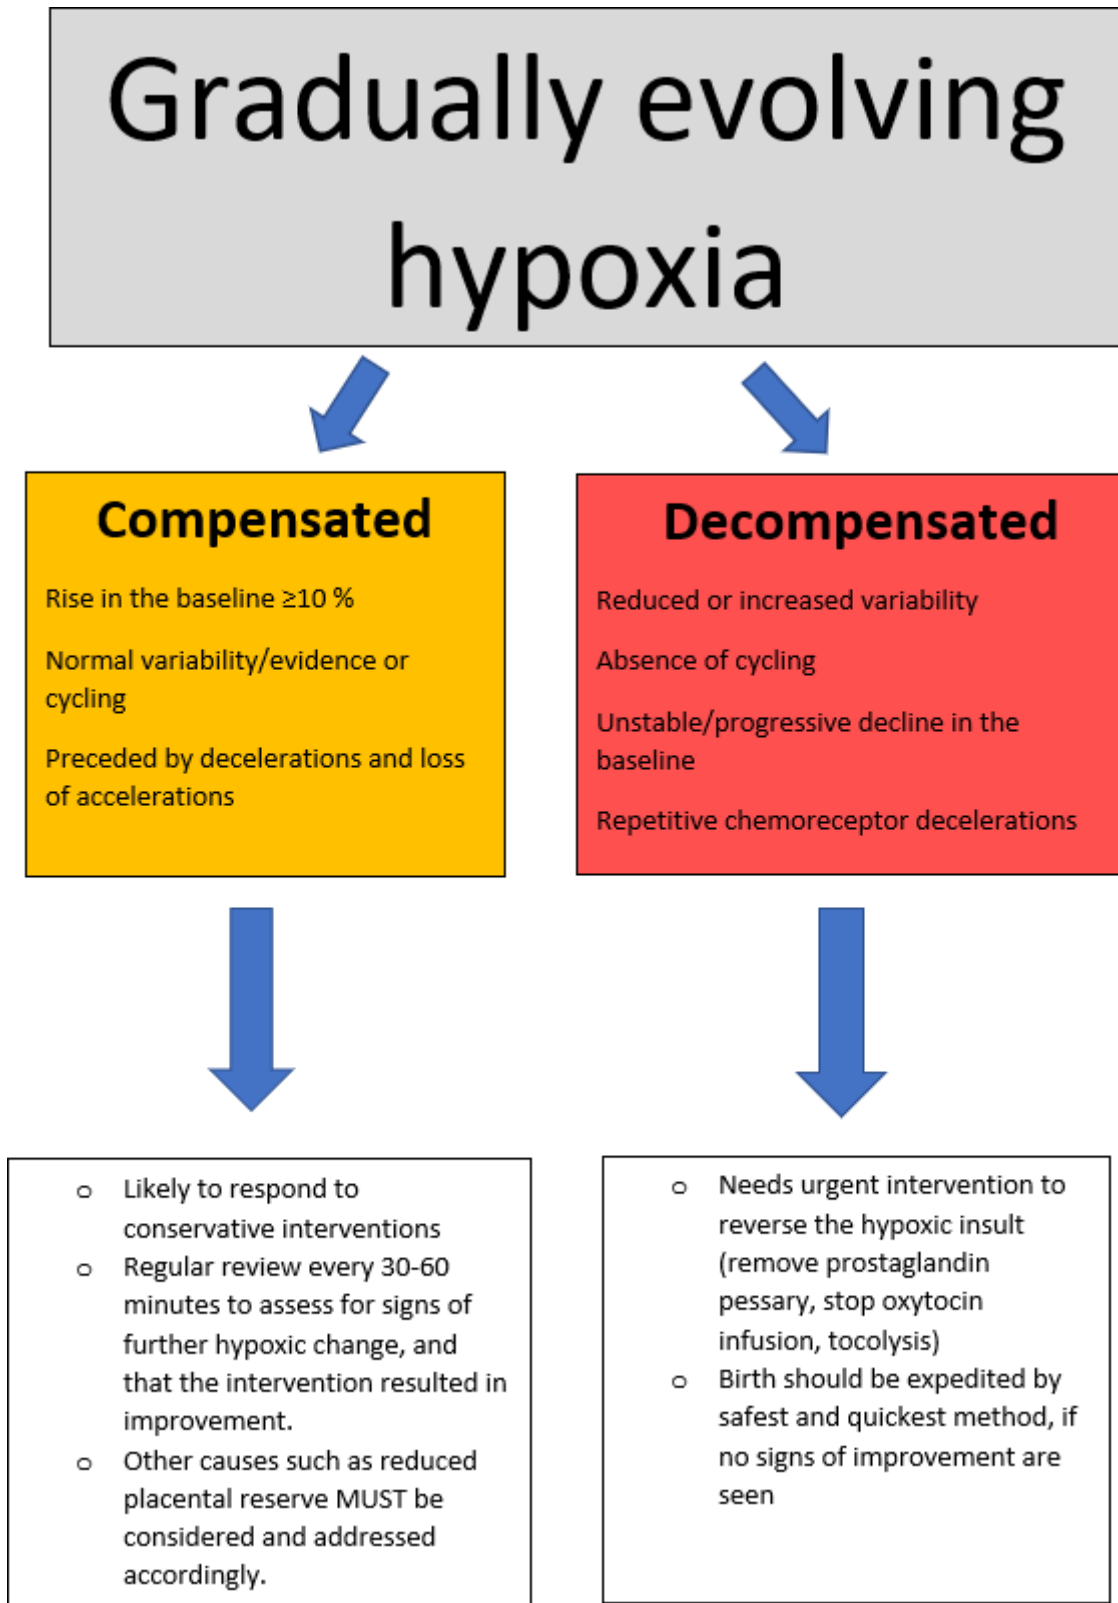 Gradually evolving
hypoxia
Compensated
Rise in the baseline ≥10 %
Normal variability/evidence or
cycling
Preceded by decelerations and loss
of accelerations
Decompensated
Reduced or increased variability
Absence of cycling
Unstable/progressive decline in the
baseline
Repetitive chemoreceptor decelerations
o Likely to respond to
conservative interventions
o Regular review every 30-60
minutes to assess for signs of
further hypoxic change, and
that the intervention resulted in
improvement.
o Other causes such as reduced
placental reserve MUST be
considered and addressed
accordingly.
o Needs urgent intervention to
reverse the hypoxic insult
(remove prostaglandin
pessary, stop oxytocin
infusion, tocolysis)
o Birth should be expedited by
safest and quickest method, if
no signs of improvement are
seen